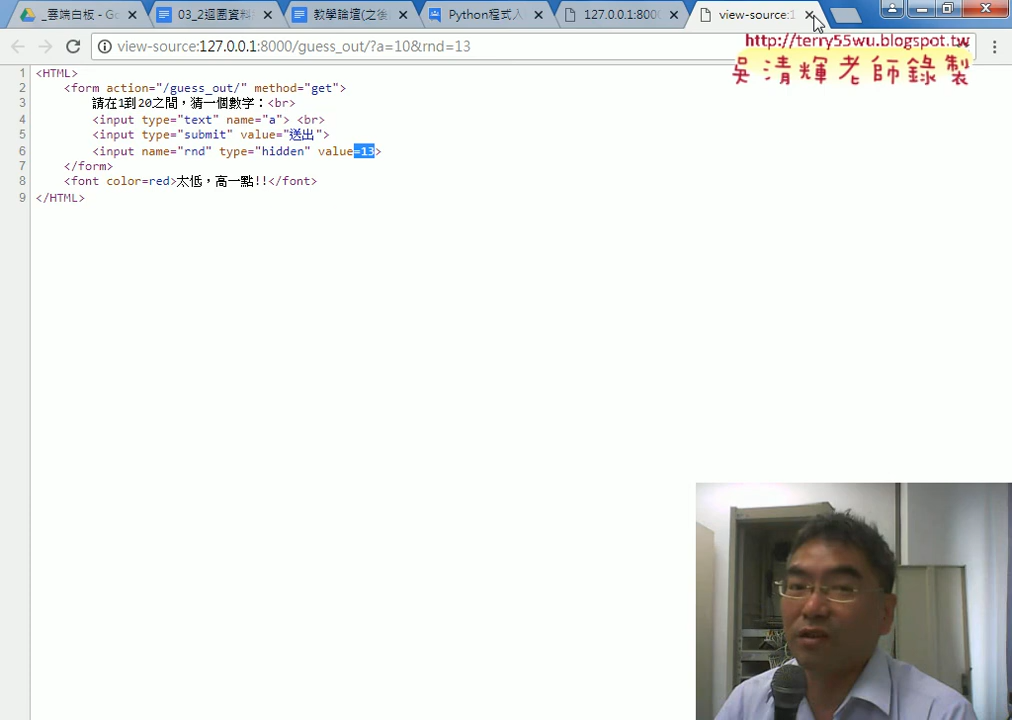 _雲端白板 - Go
03_2迴圈資料
教學論壇(之後
Python程式入
127.0.0.1:8000
view-source:1
view-source:127.0.0.1:8000/guess_out/?a=10&rnd=13
http://terry55wu.blogspot.tw
吳清輝老師錄製
1 <HTML>
2 <form action="/guess_out/" method="get">
3 請在1到20之間，猜一個數字：<br>
4 <input type="text" name="a"> <br>
5 <input type="submit" value="送出">
6 <input name="rnd" type="hidden" value=13>
7 </form>
8 <font color=red>太低，高一點!!</font>
9 </HTML>